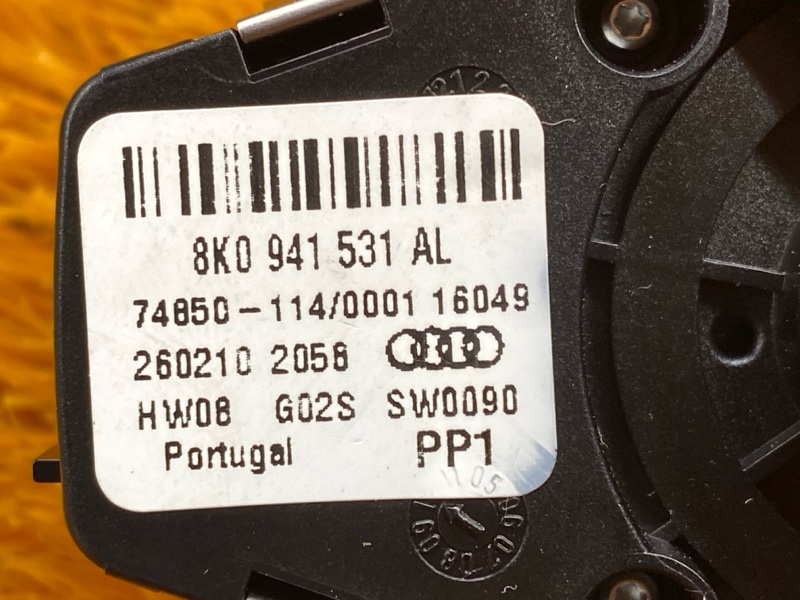 8K0 941 531 AL
74850-114/0001 16049
260210 2058
HW08 G02S SW0090
Portugal PP1